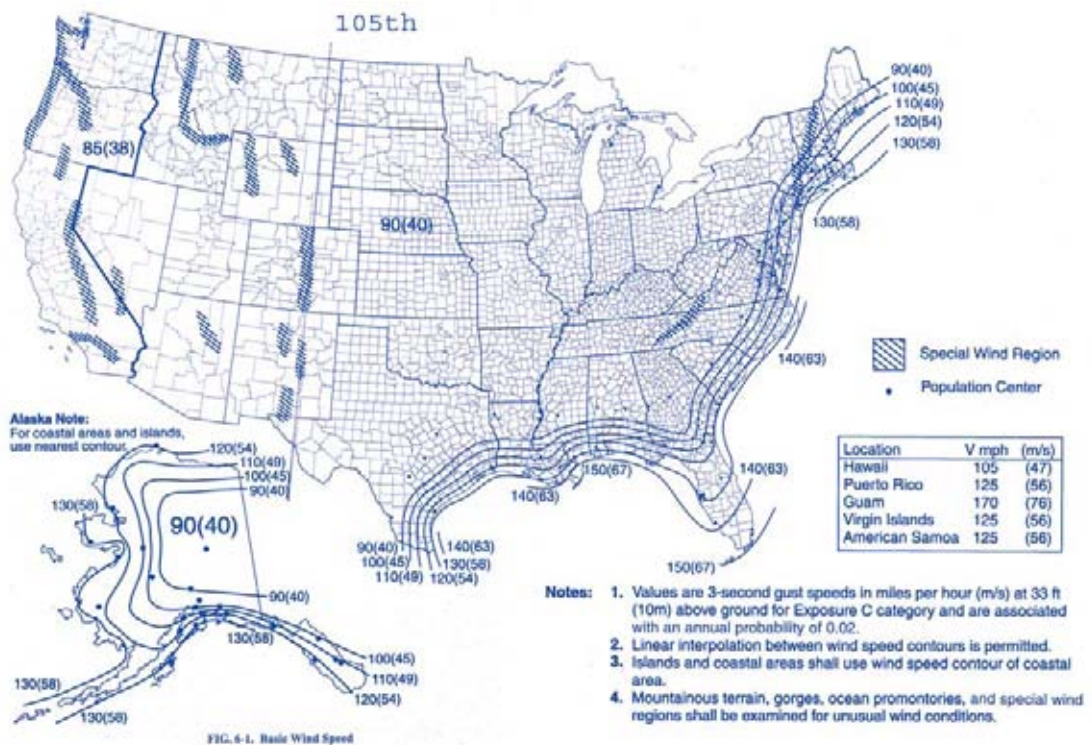 105th
90(40)
100(45)
110(49)
120(54)
130(58)
85(38)
90(40)
130(58)
140(63)
Special Wind Region
Population Center
Alaska Note:
For coastal areas and islands,
use nearest contour.
120(54)
110(49)
100(45)
90(40)
130(58)
90(40)
90(40)
130(58)
100(45)
110(49)
120(54)
130(58)
130(58)
150(67)
140(63)
140(63)
90(40)
100(45)
110(49)
140(63)
130(58)
120(54)
150(67)
Location V mph (m/s)
Hawaii 105 (47)
Puerto Rico 125 (56)
Guam 170 (76)
Virgin Islands 125 (56)
American Samoa 125 (56)
Notes: 1. Values are 3-second gust speeds in miles per hour (m/s) at 33 ft
(10m) above ground for Exposure C category and are associated
with an annual probability of 0.02.
2. Linear interpolation between wind speed contours is permitted.
3. Islands and coastal areas shall use wind speed contour of coastal
area.
4. Mountainous terrain, gorges, ocean promontories, and special wind
regions shall be examined for unusual wind conditions.
FIG. 6-1. Basic Wind Speed